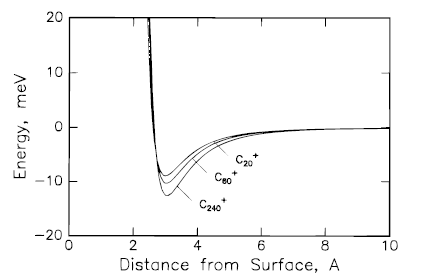 20
10
0
−10
−20
Energy, meV
C₂₀⁺
C₆₀⁺
C₂₄₀⁺
0 2 4 6 8 10
Distance from Surface, A